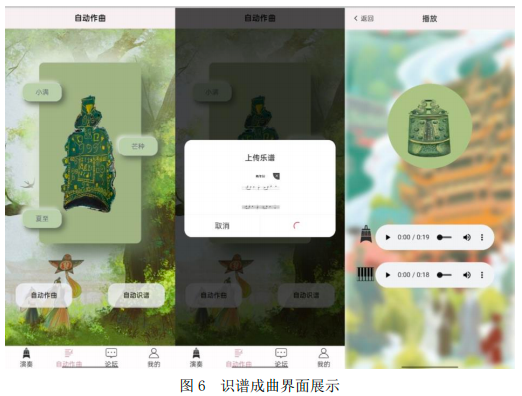 自动作曲
小满
芒种
夏至
自动作曲
自动识谱
演奏
自动作曲
论坛
我的
自动作曲
小满
上传乐谱
取消
自动作曲
自动识谱
演奏
自动作曲
论坛
我的
返回
播放
0:00 / 0:19
0:00 / 0:18
图 6 识谱成曲界面展示